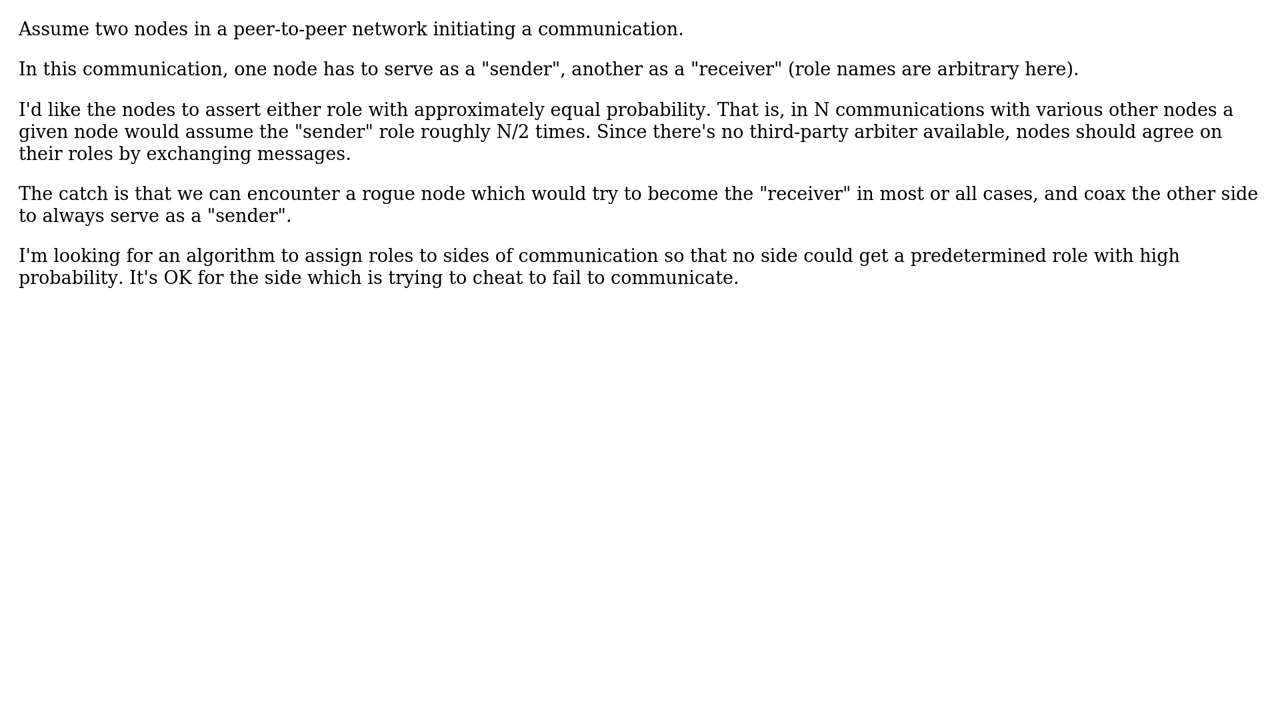 Assume two nodes in a peer-to-peer network initiating a communication.
In this communication, one node has to serve as a "sender", another as a "receiver" (role names are arbitrary here).
I'd like the nodes to assert either role with approximately equal probability. That is, in N communications with various other nodes a
given node would assume the "sender" role roughly N/2 times. Since there's no third-party arbiter available, nodes should agree on
their roles by exchanging messages.
The catch is that we can encounter a rogue node which would try to become the "receiver" in most or all cases, and coax the other side
to always serve as a "sender".
I'm looking for an algorithm to assign roles to sides of communication so that no side could get a predetermined role with high
probability. It's OK for the side which is trying to cheat to fail to communicate.